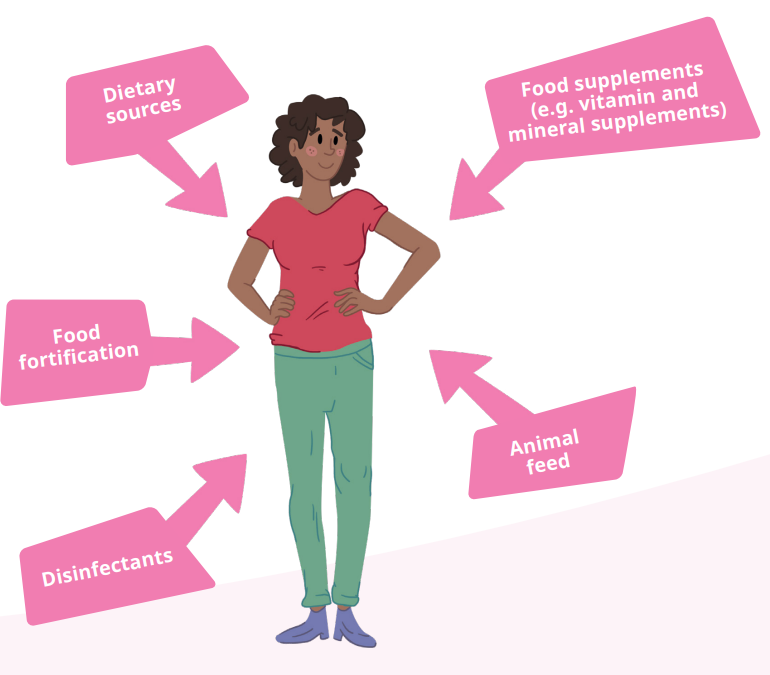 Dietary
sources
Food supplements
(e.g. vitamin and
mineral supplements)
Food
fortification
Animal
feed
Disinfectants